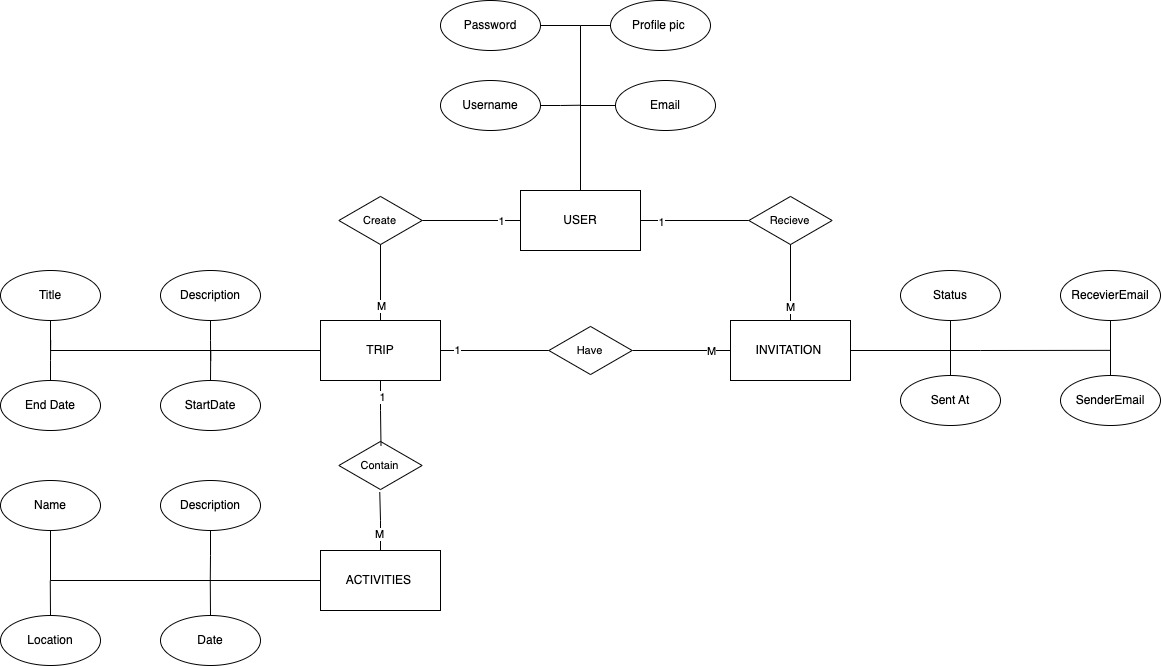 Password
Profile pic
Username
Email
USER
Create
1
1
Recieve
M
M
Title
Description
Status
RecevierEmail
TRIP
1
Have
M
INVITATION
End Date
StartDate
1
Sent At
SenderEmail
Contain
Name
Description
M
ACTIVITIES
Location
Date